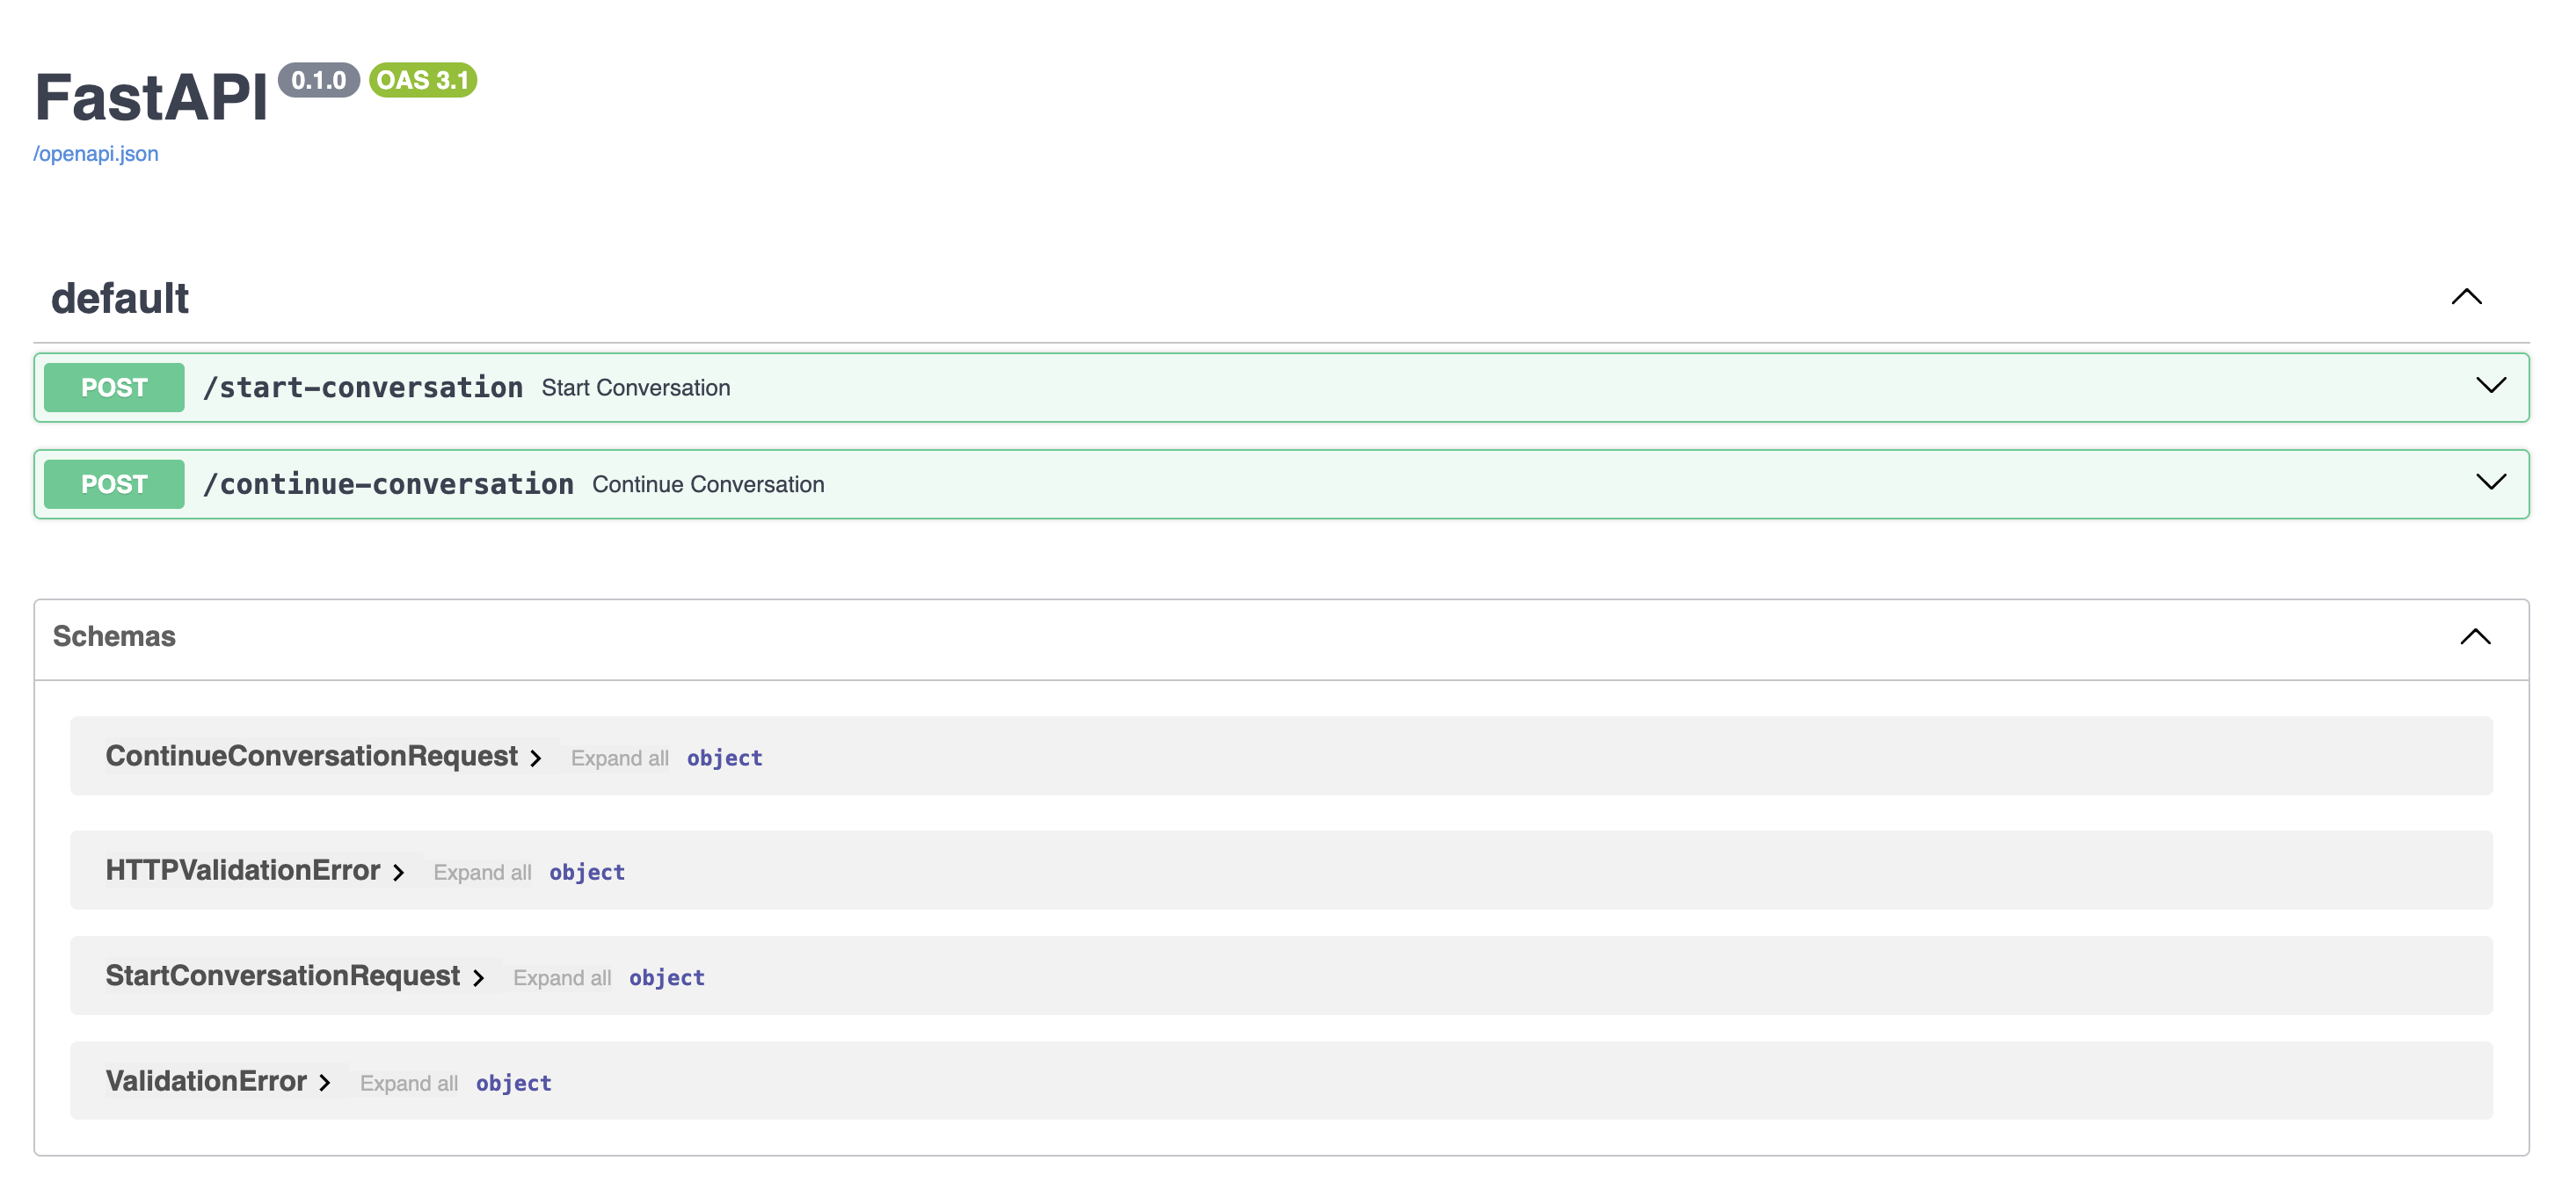 FastAPI 0.1.0 OAS 3.1
/openapi.json
default
POST /start-conversation Start Conversation
POST /continue-conversation Continue Conversation
Schemas
ContinueConversationRequest Expand all object
HTTPValidationError Expand all object
StartConversationRequest Expand all object
ValidationError Expand all object